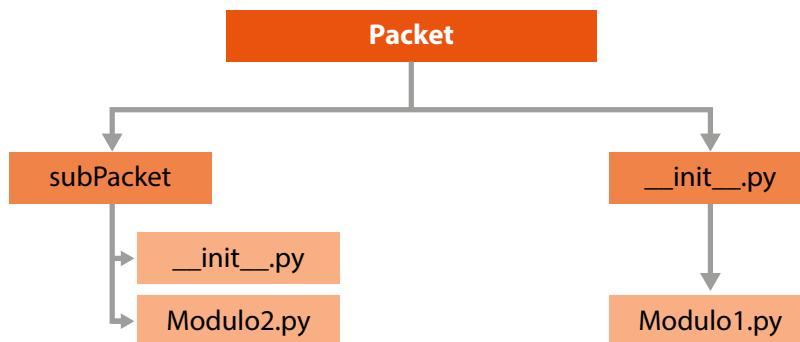 Packet
subPacket
__init__.py
__init__.py
Modulo2.py
Modulo1.py